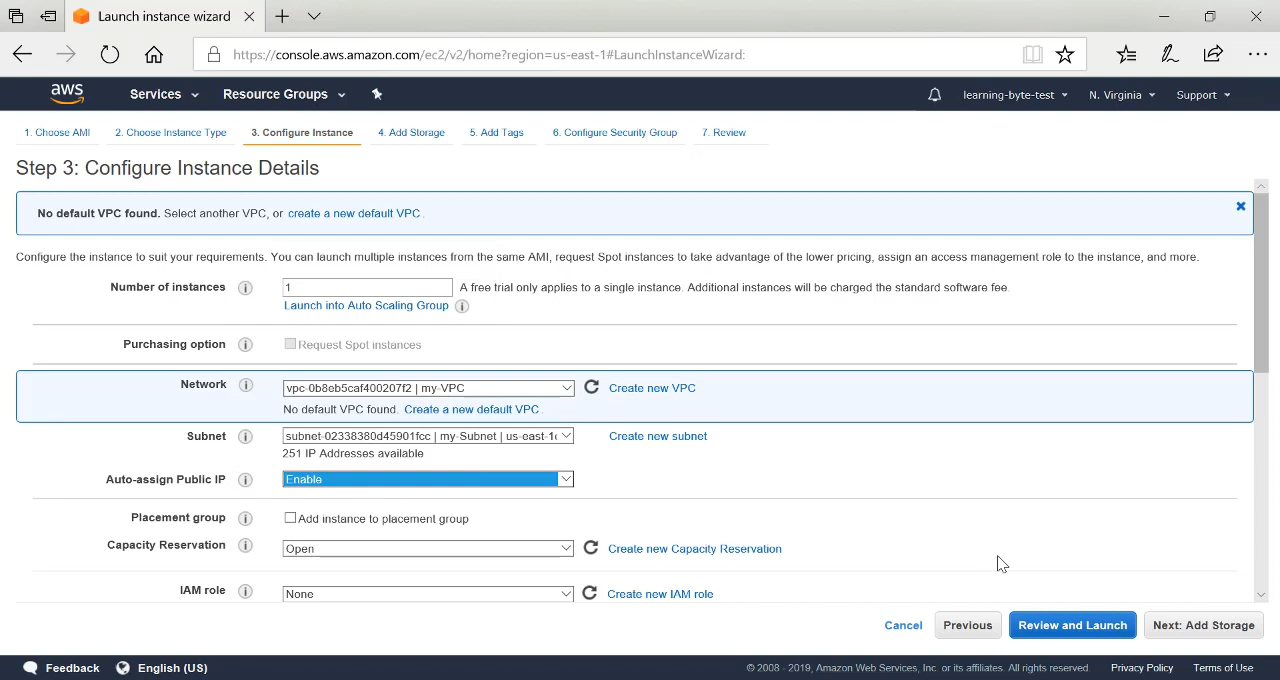 Launch instance wizard
https://console.aws.amazon.com/ec2/v2/home?region=us-east-1#LaunchInstanceWizard:
aws Services Resource Groups learning-byte-test N. Virginia Support
1. Choose AMI 2. Choose Instance Type 3. Configure Instance 4. Add Storage 5. Add Tags 6. Configure Security Group 7. Review
Step 3: Configure Instance Details
No default VPC found. Select another VPC, or create a new default VPC.
Configure the instance to suit your requirements. You can launch multiple instances from the same AMI, request Spot instances to take advantage of the lower pricing, assign an access management role to the instance, and more.
Number of instances 1 A free trial only applies to a single instance. Additional instances will be charged the standard software fee.
Launch into Auto Scaling Group
Purchasing option Request Spot instances
Network vpc-0b8eb5caf400207f2 | my-VPC Create new VPC
No default VPC found. Create a new default VPC.
Subnet subnet-02338380d45901fcc | my-Subnet | us-east-1 Create new subnet
251 IP Addresses available
Auto-assign Public IP Enable
Placement group Add instance to placement group
Capacity Reservation Open Create new Capacity Reservation
IAM role None Create new IAM role
Cancel Previous Review and Launch Next: Add Storage
Feedback English (US) © 2008 - 2019, Amazon Web Services, Inc. or its affiliates. All rights reserved. Privacy Policy Terms of Use